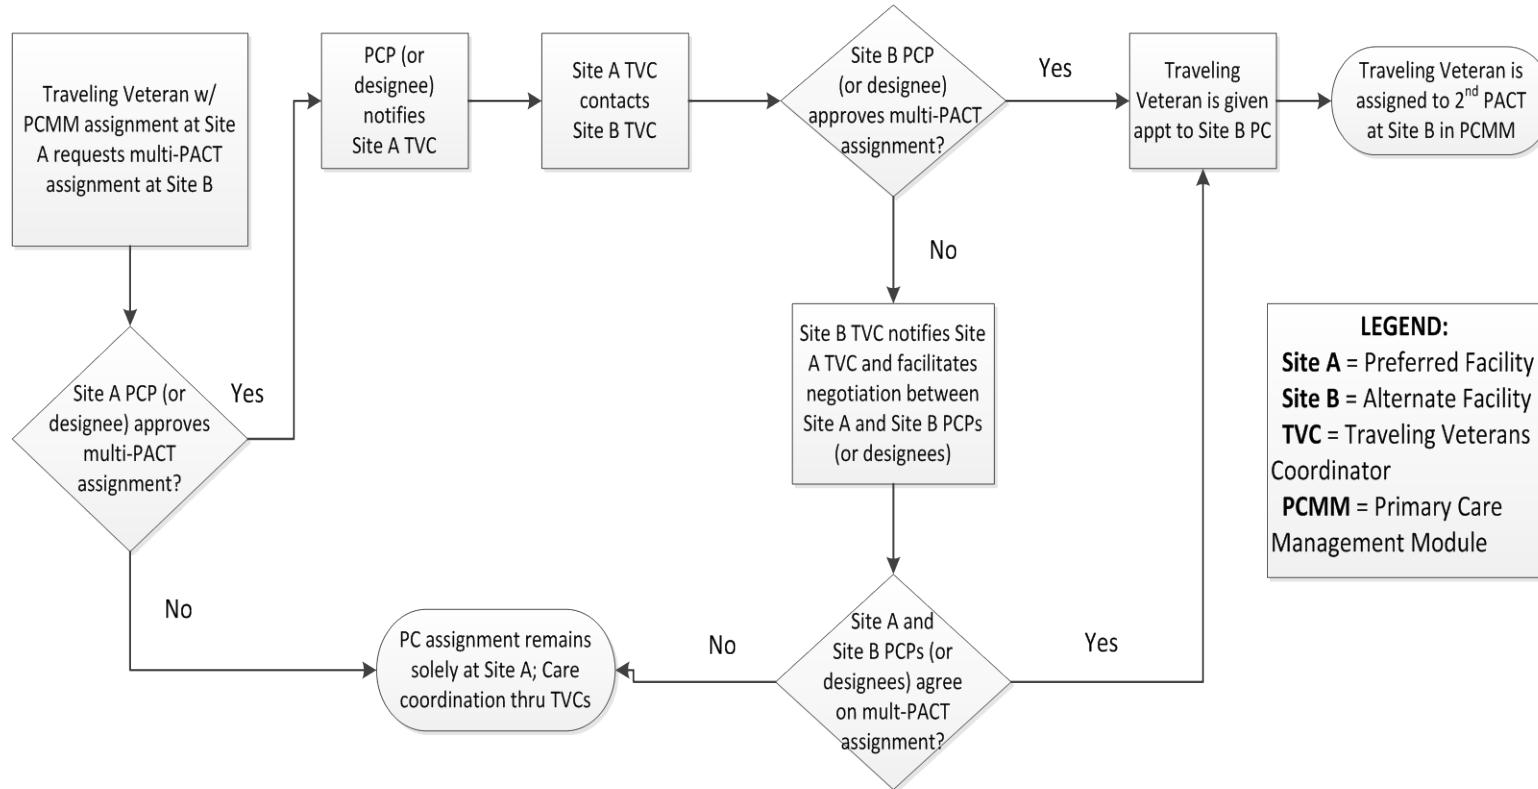 Traveling Veteran w/
PCMM assignment at Site
A requests multi-PACT
assignment at Site B
PCP (or
designee)
notifies
Site A TVC
Site A TVC
contacts
Site B TVC
Site B PCP
(or designee)
approves multi-PACT
assignment?
Yes
Traveling
Veteran is given
appt to Site B PC
Traveling Veteran is
assigned to 2nd PACT
at Site B in PCMM
No
Site A PCP (or
designee) approves
multi-PACT
assignment?
Yes
Site B TVC notifies Site
A TVC and facilitates
negotiation between
Site A and Site B PCPs
(or designees)
LEGEND:
Site A = Preferred Facility
Site B = Alternate Facility
TVC = Traveling Veterans
Coordinator
PCMM = Primary Care
Management Module
No
PC assignment remains
solely at Site A; Care
coordination thru TVCs
No
Site A and
Site B PCPs (or
designees) agree
on mult-PACT
assignment?
Yes